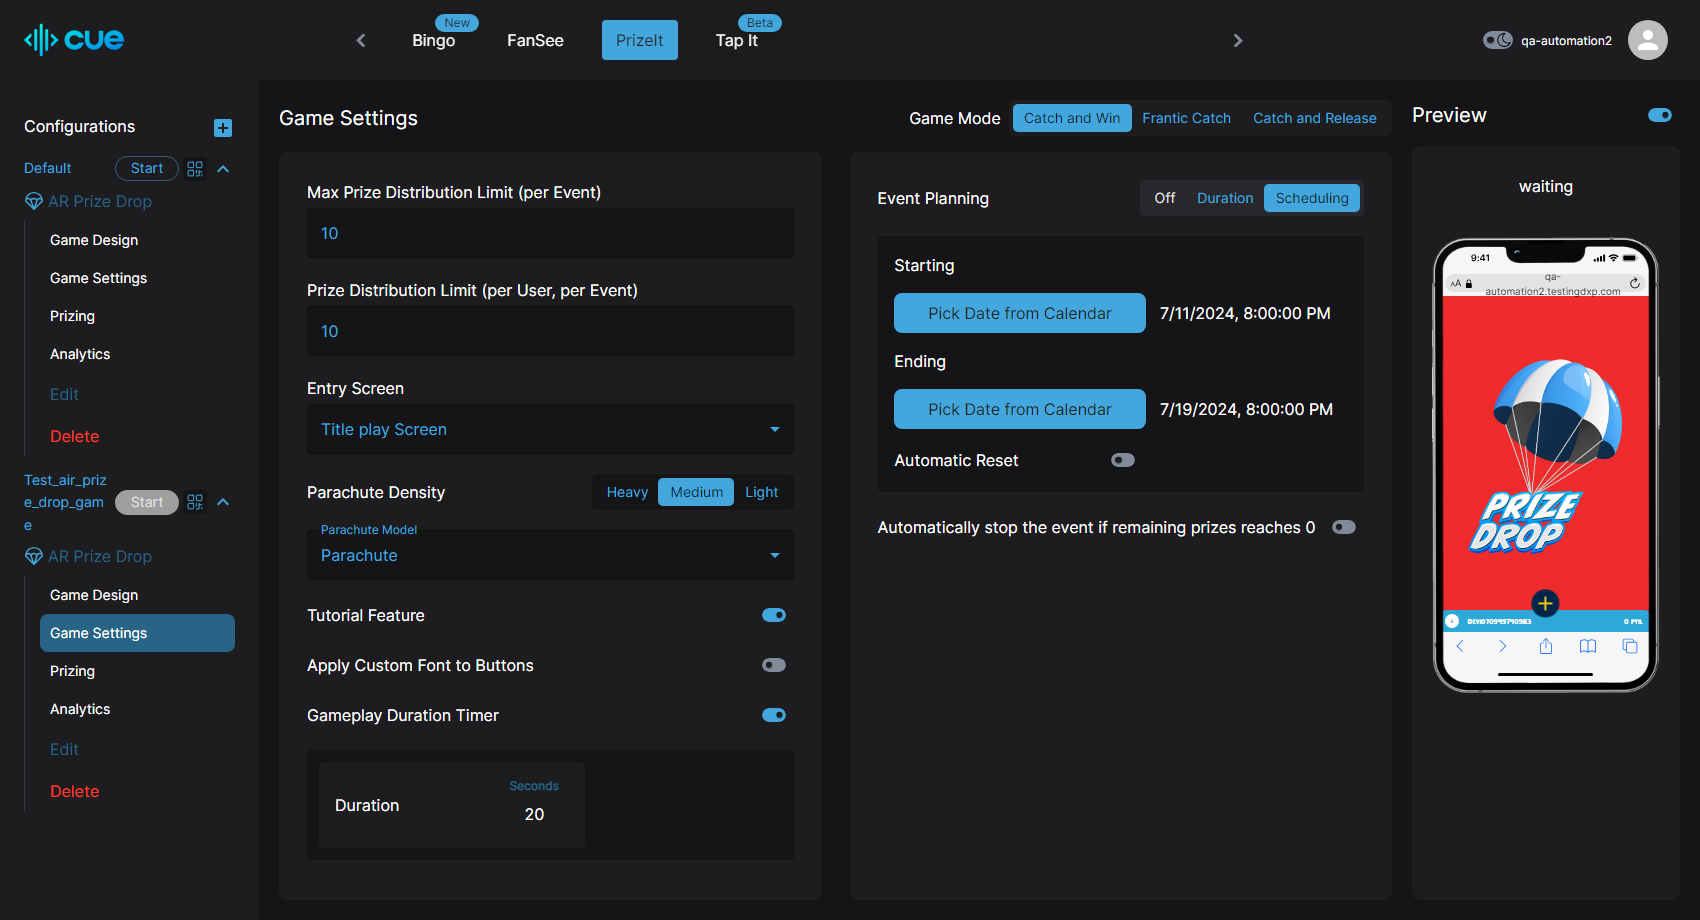 cue
New
Bingo
FanSee
PrizeIt
Beta
Tap It
qa-automation2
Configurations
Default
Start
AR Prize Drop
Game Design
Game Settings
Prizing
Analytics
Edit
Delete
Test_air_priz
e_drop_gam
e
Start
AR Prize Drop
Game Design
Game Settings
Prizing
Analytics
Edit
Delete
Game Settings
Game Mode
Catch and Win
Frantic Catch
Catch and Release
Max Prize Distribution Limit (per Event)
10
Prize Distribution Limit (per User, per Event)
10
Entry Screen
Title play Screen
Parachute Density
Heavy
Medium
Light
Parachute Model
Parachute
Tutorial Feature
Apply Custom Font to Buttons
Gameplay Duration Timer
Duration
Seconds
20
Event Planning
Off
Duration
Scheduling
Starting
Pick Date from Calendar
7/11/2024, 8:00:00 PM
Ending
Pick Date from Calendar
7/19/2024, 8:00:00 PM
Automatic Reset
Automatically stop the event if remaining prizes reaches 0
Preview
waiting
9:41
AA
qa-
automation2.testingdxp.com
PRIZE
DROP
0 PTS.